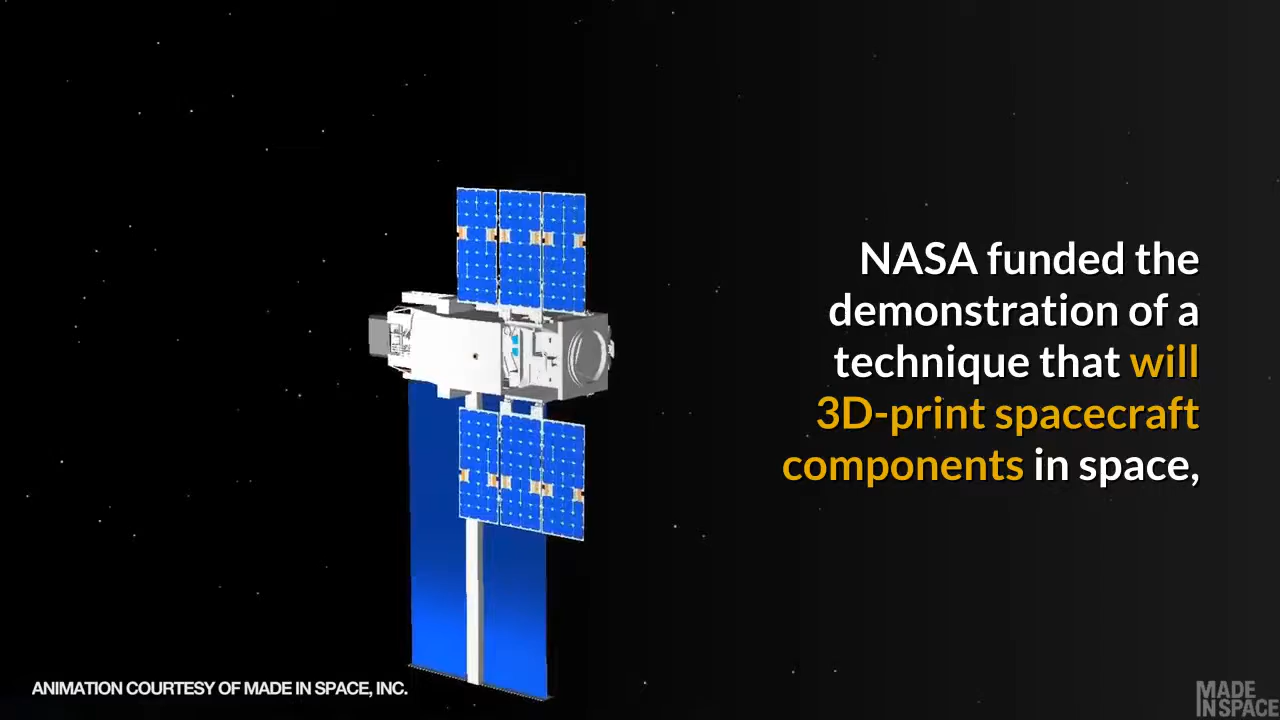 NASA funded the
demonstration of a
technique that will
3D-print spacecraft
components in space,
ANIMATION COURTESY OF MADE IN SPACE, INC.
MADE
IN SPACE